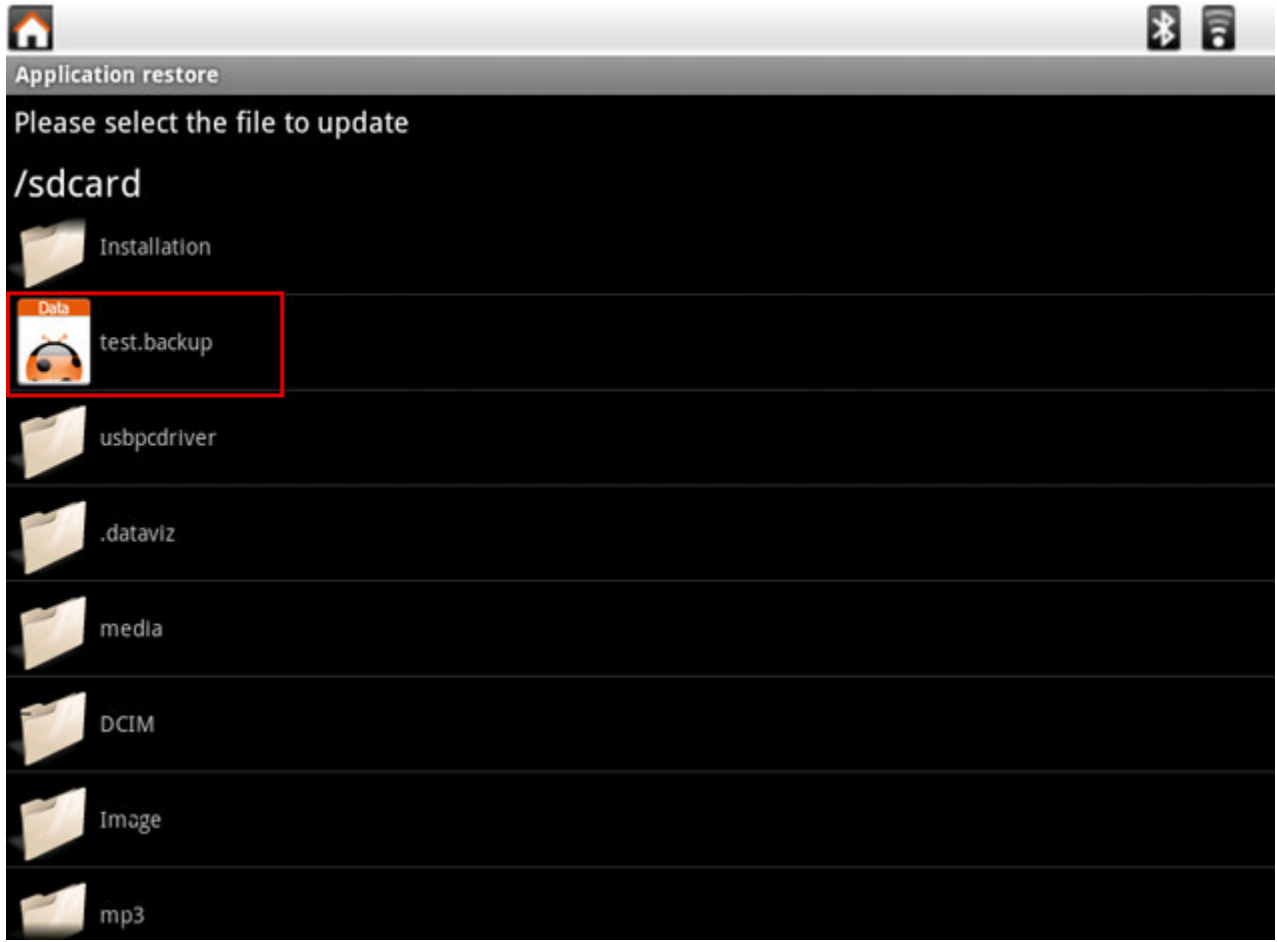 Application restore
Please select the file to update
/sdcard
Installation
Data
test.backup
usbpcdriver
.dataviz
media
DCIM
Image
mp3